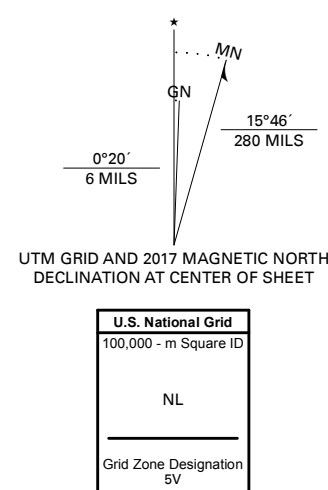 ★
MN
GN
15°46´
280 MILS
0°20´
6 MILS
UTM GRID AND 2017 MAGNETIC NORTH
DECLINATION AT CENTER OF SHEET
U.S. National Grid
100,000 - m Square ID
NL
Grid Zone Designation
5V